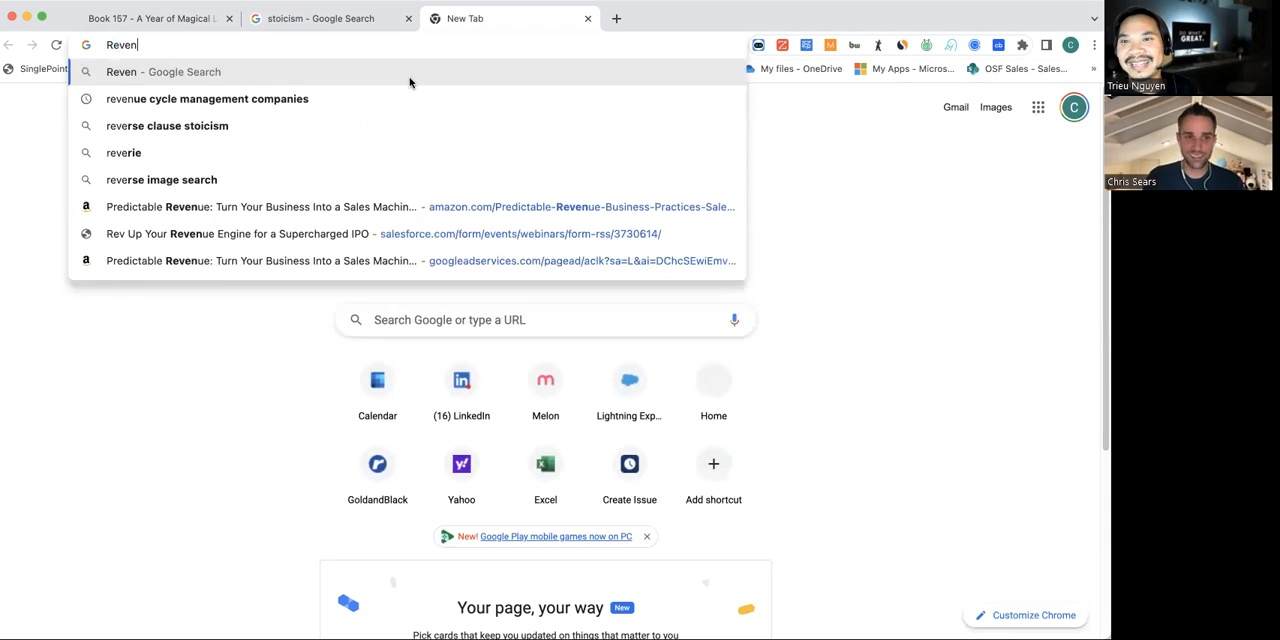 Book 157 - A Year of Magical L
stoicism - Google Search
New Tab
Reven
SinglePoint
My files - OneDrive
My Apps - Micros...
OSF Sales - Sales...
Reven - Google Search
revenue cycle management companies
reverse clause stoicism
reverie
reverse image search
Predictable Revenue: Turn Your Business Into a Sales Machin... - amazon.com/Predictable-Revenue-Business-Practices-Sale...
Rev Up Your Revenue Engine for a Supercharged IPO - salesforce.com/form/events/webinars/form-rss/3730614/
Predictable Revenue: Turn Your Business Into a Sales Machin... - googleadservices.com/pagead/aclk?sa=L&ai=DChcSEwiEmv...
Gmail Images
C
Search Google or type a URL
Calendar
(16) LinkedIn
Melon
Lightning Exp...
Home
GoldandBlack
Yahoo
Excel
Create Issue
Add shortcut
New! Google Play mobile games now on PC
Your page, your way New
Pick cards that keep you updated on things that matter to you
Customize Chrome
DO WHAT IS
GREAT.
Trieu Nguyen
Chris Sears